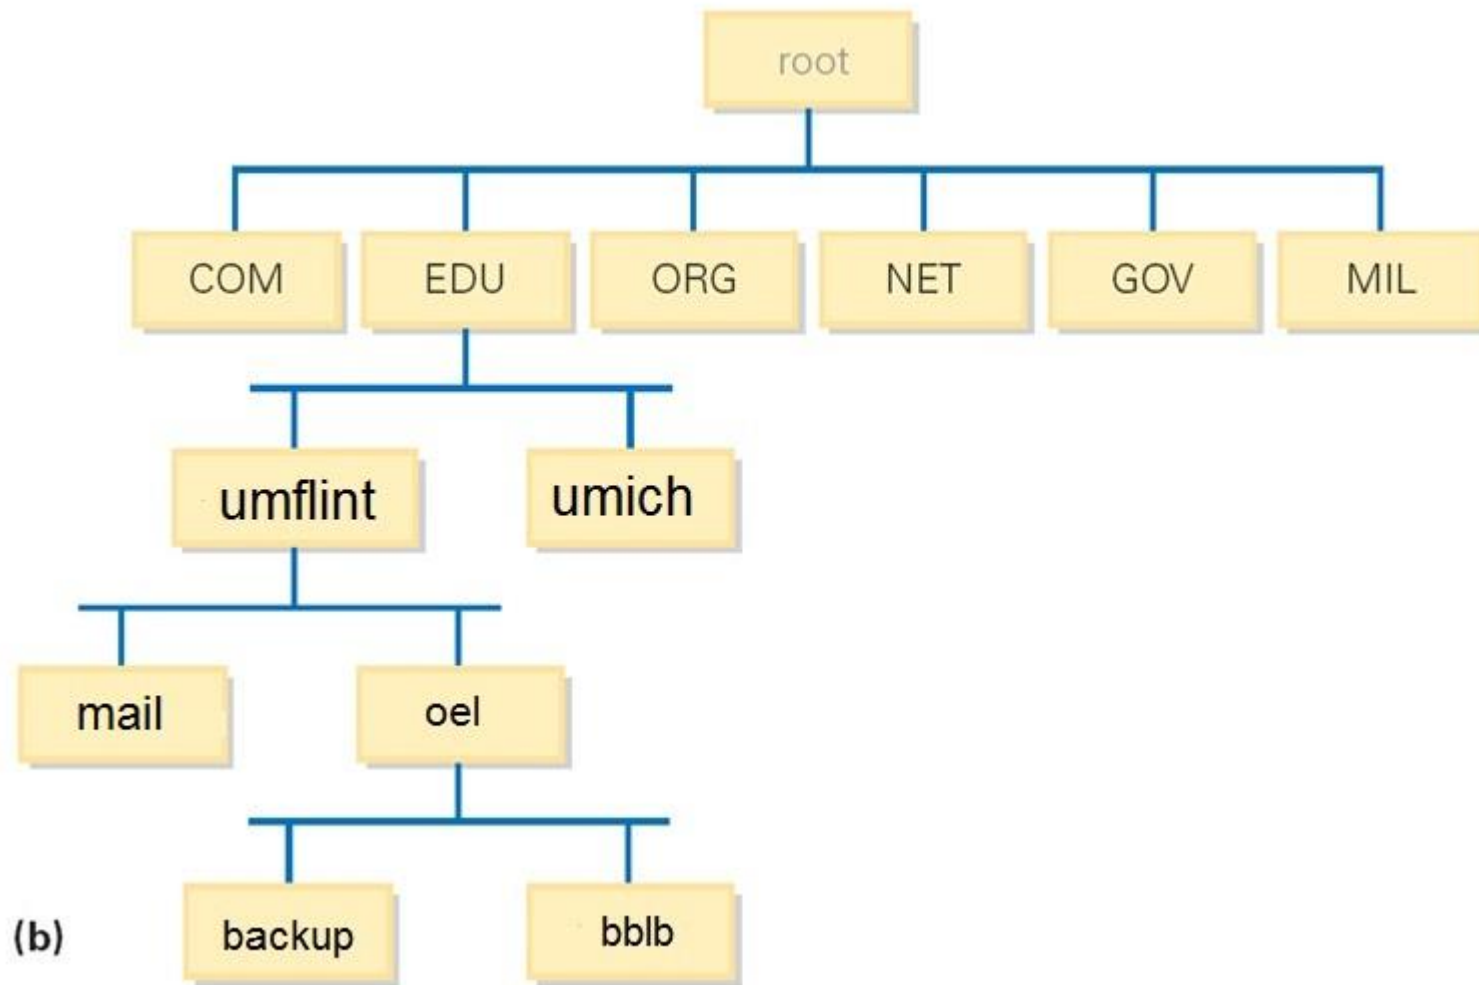 root
COM EDU ORG NET GOV MIL
umflint umich
mail oel
backup bblb
(b)